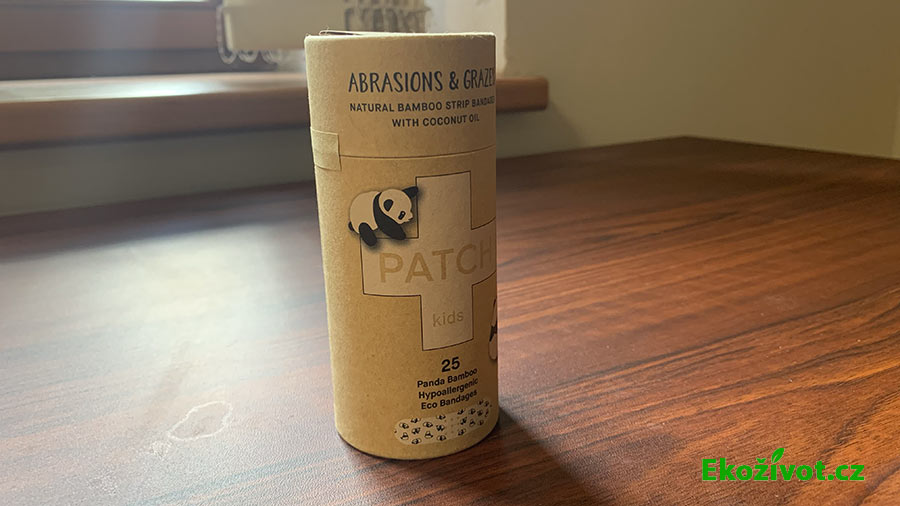 ABRASIONS & GRAZES
NATURAL BAMBOO STRIP BANDAGES
WITH COCONUT OIL
PATCH
kids
25
Panda Bamboo
Hypoallergenic
Eco Bandages
Ekoživot.cz